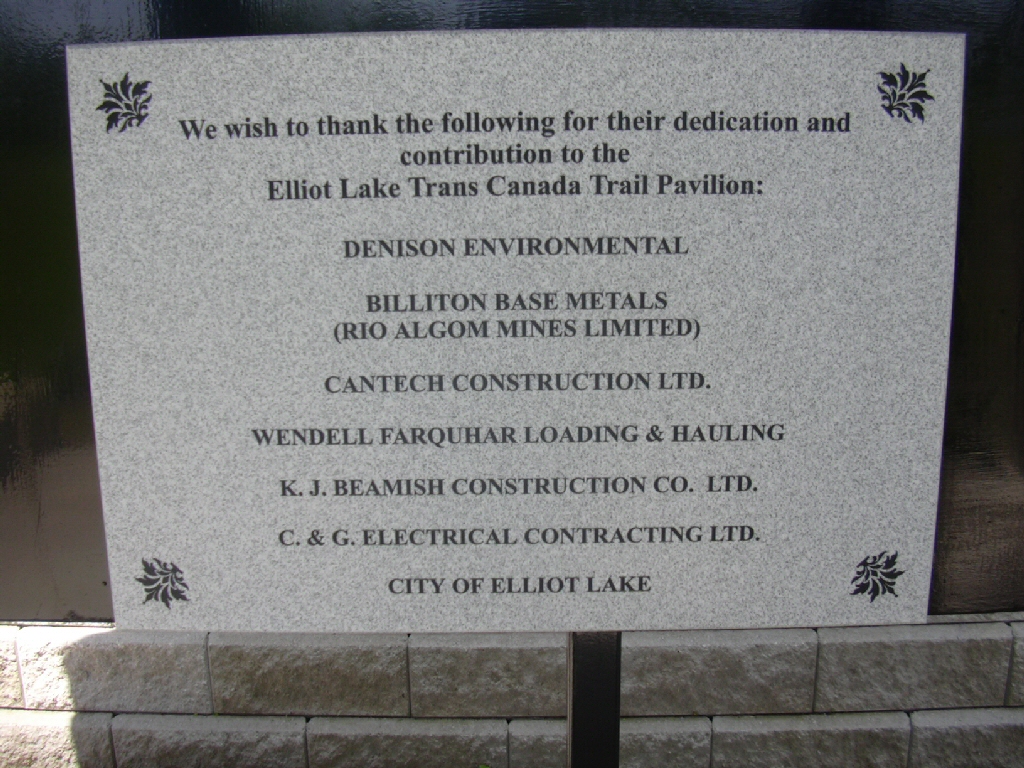 We wish to thank the following for their dedication and
contribution to the
Elliot Lake Trans Canada Trail Pavilion:
DENISON ENVIRONMENTAL
BILLITON BASE METALS
(RIO ALGOM MINES LIMITED)
CANTECH CONSTRUCTION LTD.
WENDELL FARQUHAR LOADING & HAULING
K. J. BEAMISH CONSTRUCTION CO. LTD.
C. & G. ELECTRICAL CONTRACTING LTD.
CITY OF ELLIOT LAKE